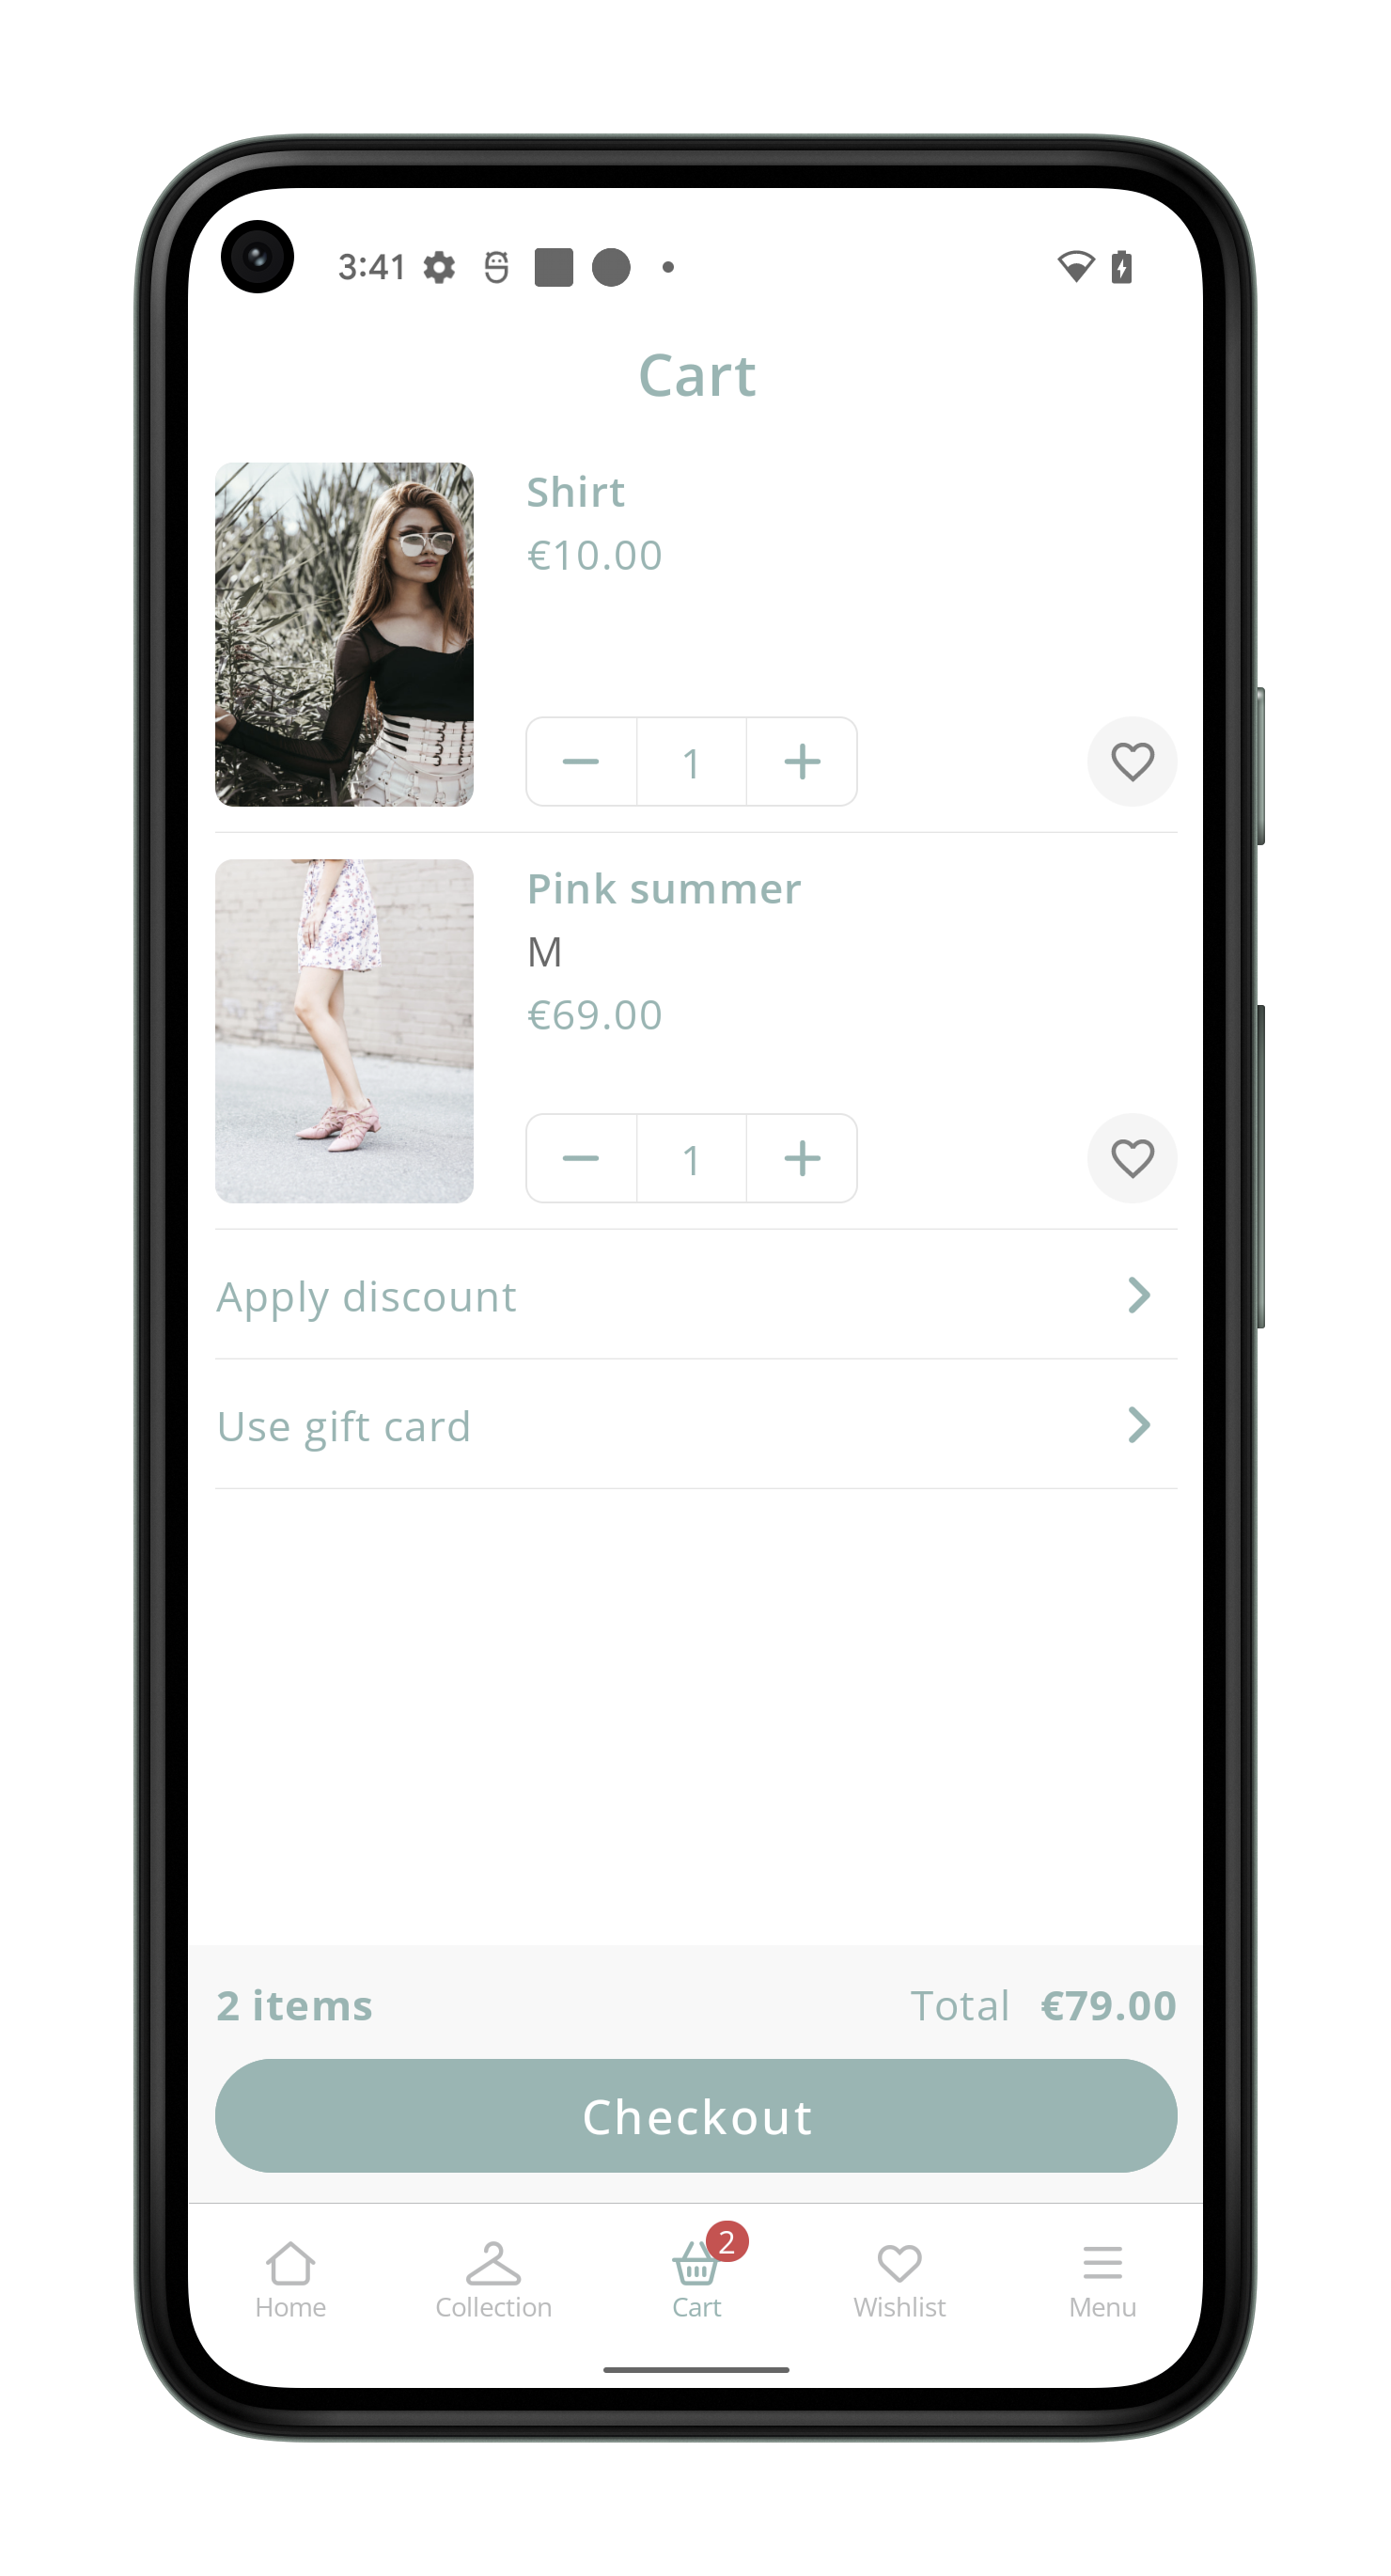 3:41
Cart
Shirt
€10.00
1
Pink summer
M
€69.00
1
Apply discount
Use gift card
2 items Total €79.00
Checkout
2
Home Collection Cart Wishlist Menu